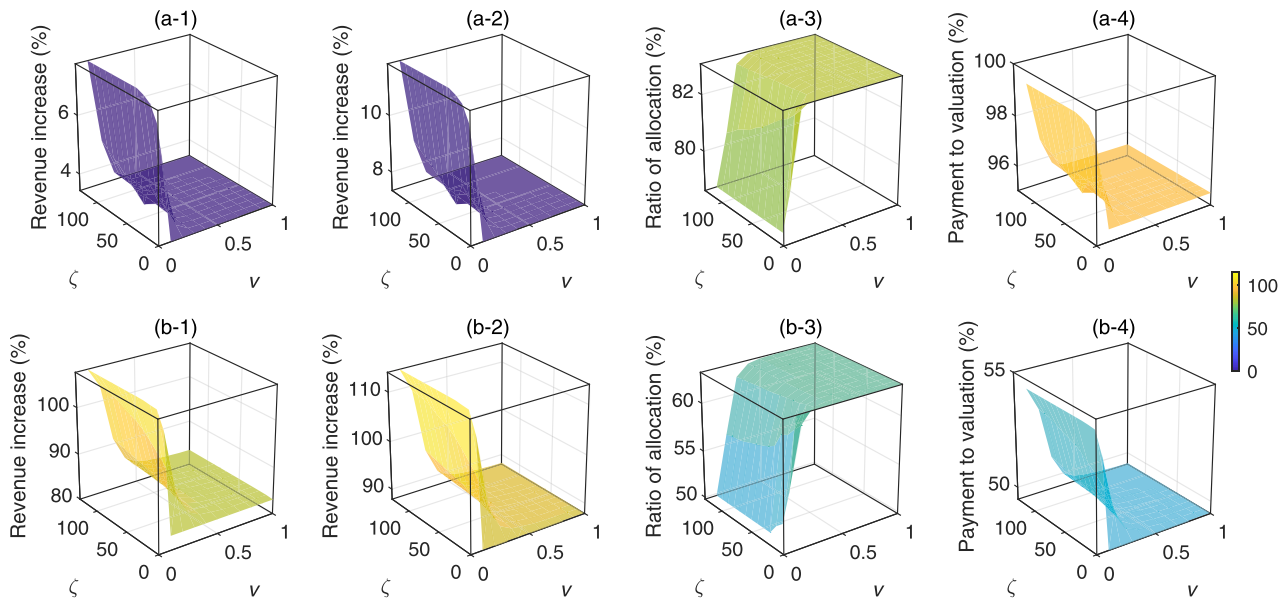 (a-1)
Revenue increase (%)
6
4
100
50
0
ζ
0
0.5
1
v
(a-2)
Revenue increase (%)
10
8
100
50
0
ζ
0
0.5
1
v
(a-3)
Ratio of allocation (%)
82
80
100
50
0
ζ
0
0.5
1
v
(a-4)
Payment to valuation (%)
100
98
96
100
50
0
ζ
0
0.5
1
v
100
50
0
(b-1)
Revenue increase (%)
100
90
80
100
50
0
ζ
0
0.5
1
v
(b-2)
Revenue increase (%)
110
100
90
100
50
0
ζ
0
0.5
1
v
(b-3)
Ratio of allocation (%)
60
55
50
100
50
0
ζ
0
0.5
1
v
(b-4)
Payment to valuation (%)
55
50
100
50
0
ζ
0
0.5
1
v